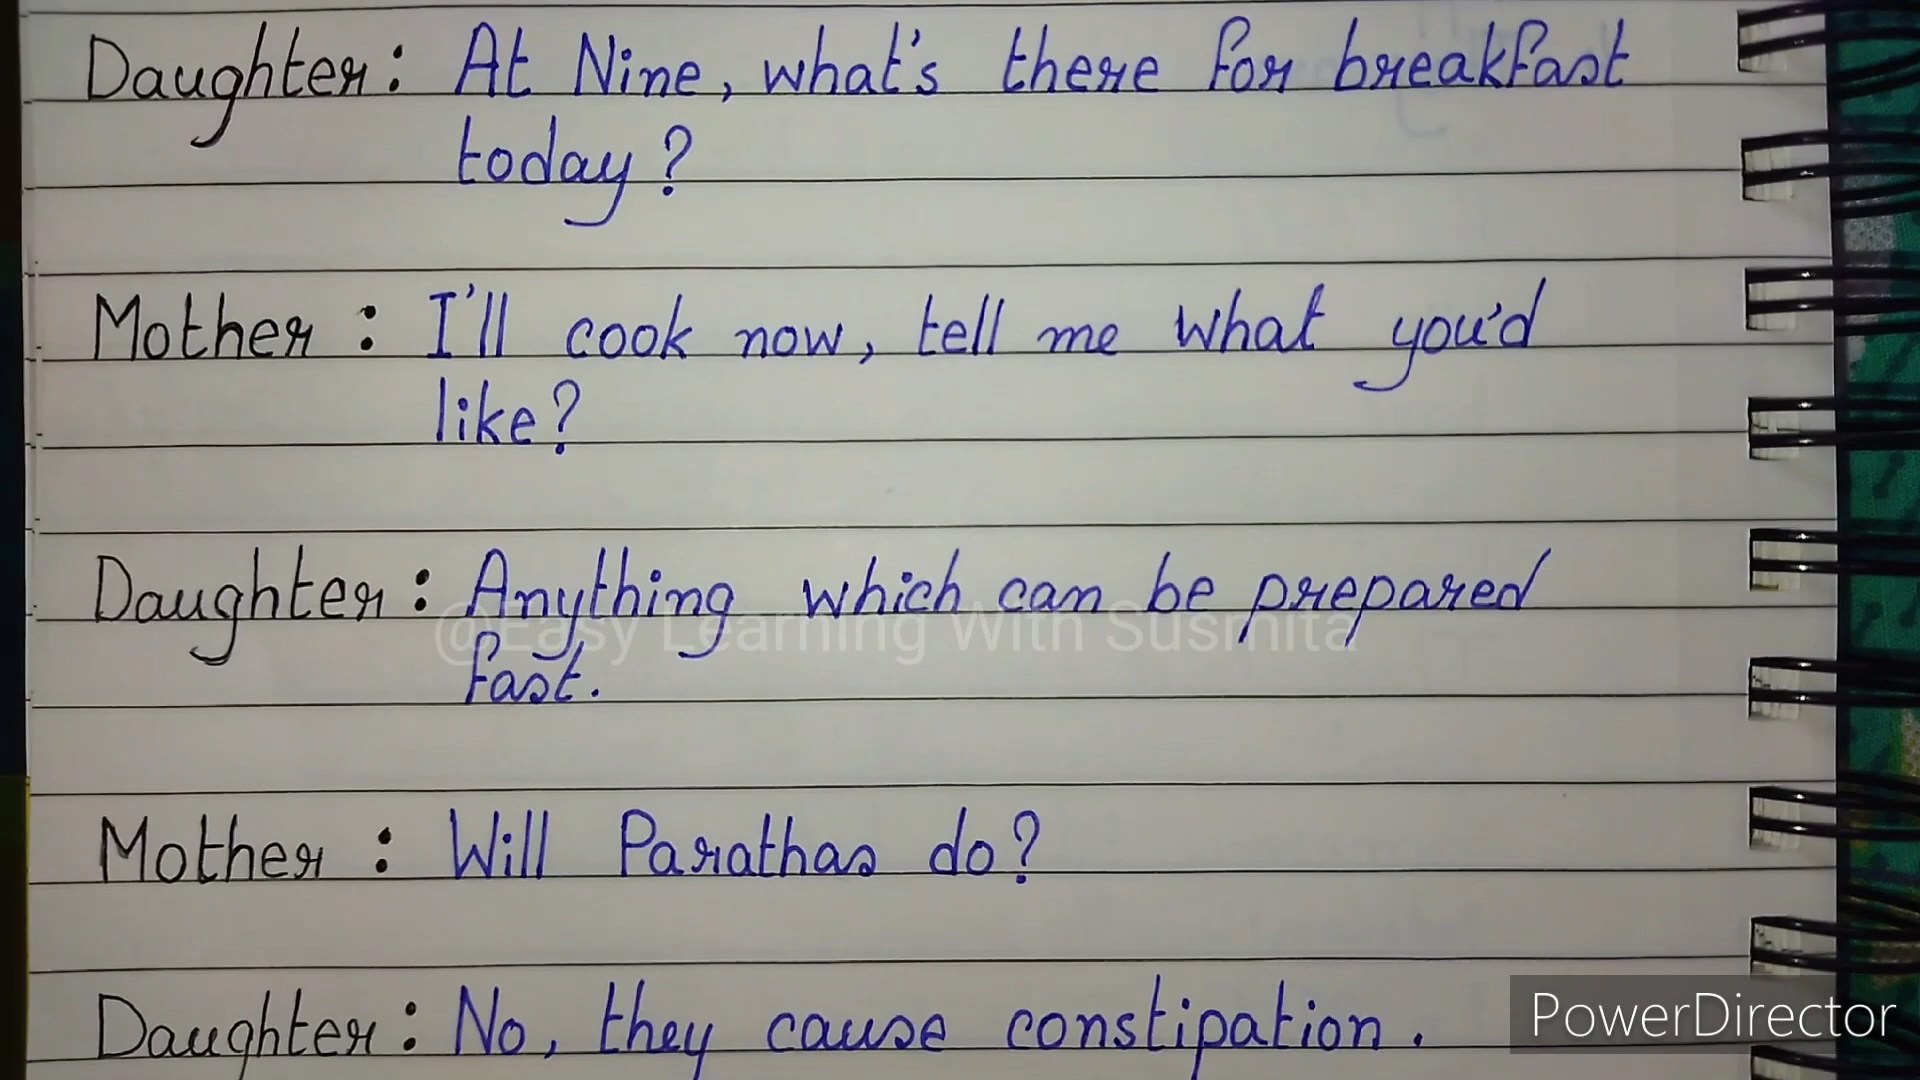 Daughter: At Nine, what's there for breakfast
today?
Mother: I'll cook now, tell me what you'd
like?
Daughter: Anything which can be prepared
@Easy Learning With Susmita
fast.
Mother: Will Parathas do?
Daughter: No, they cause constipation.
PowerDirector